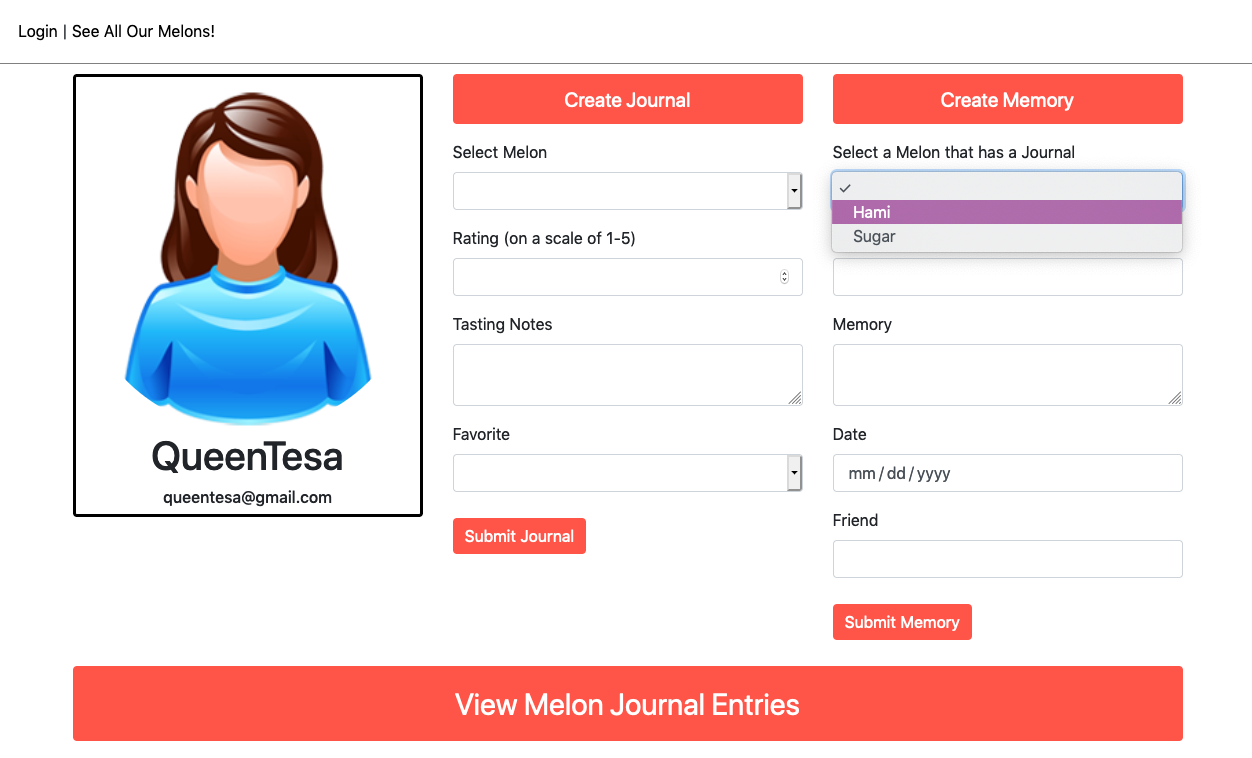 Login | See All Our Melons!
QueenTesa
queentesa@gmail.com
Create Journal
Select Melon
Rating (on a scale of 1-5)
Tasting Notes
Favorite
Submit Journal
Create Memory
Select a Melon that has a Journal
Hami
Sugar
Memory
Date
mm/dd/yyyy
Friend
Submit Memory
View Melon Journal Entries